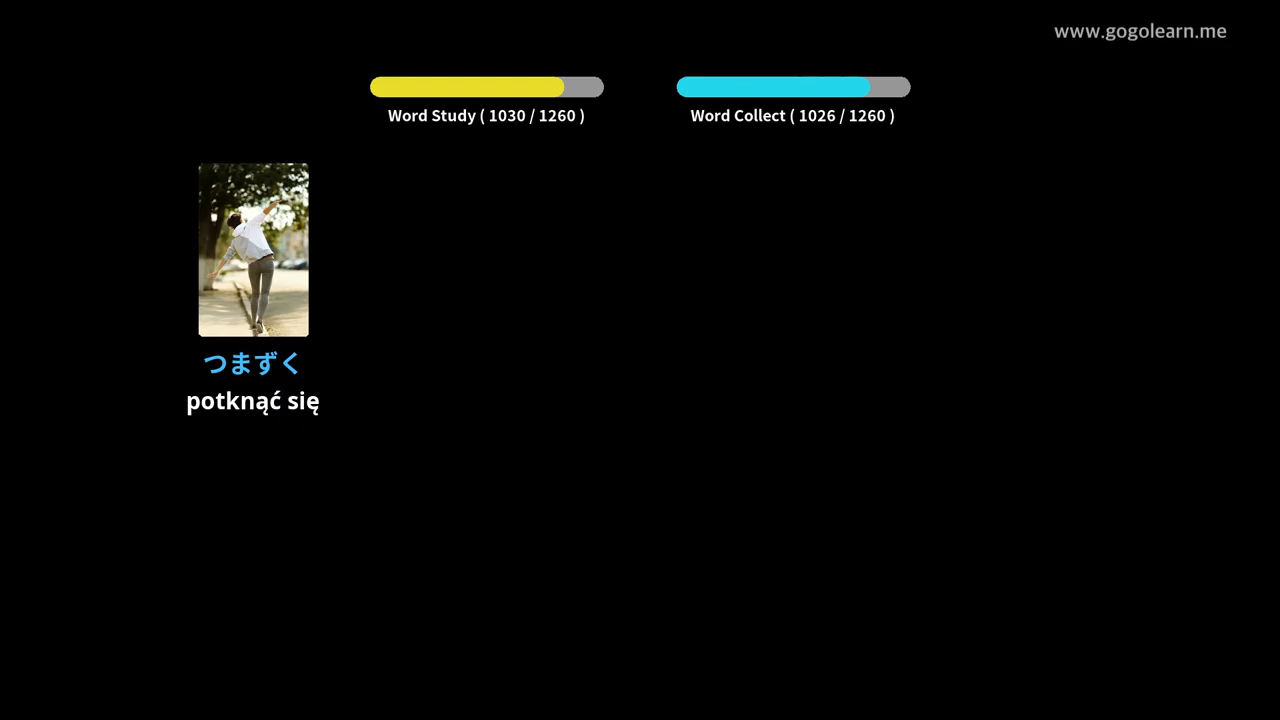 www.gogolearn.me
Word Study ( 1030 / 1260 )
Word Collect ( 1026 / 1260 )
つまずく
potknąć się